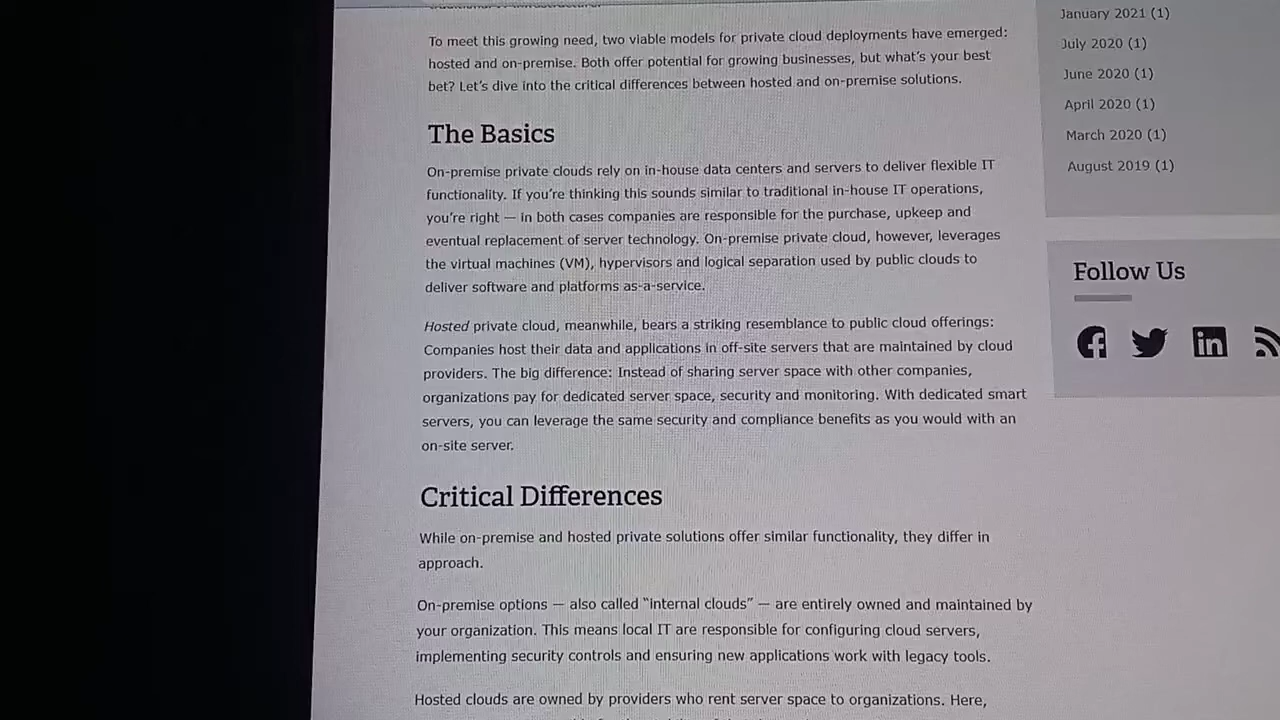 To meet this growing need, two viable models for private cloud deployments have emerged:
hosted and on-premise. Both offer potential for growing businesses, but what's your best
bet? Let's dive into the critical differences between hosted and on-premise solutions.
The Basics
On-premise private clouds rely on in-house data centers and servers to deliver flexible IT
functionality. If you're thinking this sounds similar to traditional in-house IT operations,
you're right — in both cases companies are responsible for the purchase, upkeep and
eventual replacement of server technology. On-premise private cloud, however, leverages
the virtual machines (VM), hypervisors and logical separation used by public clouds to
deliver software and platforms as-a-service.
Hosted private cloud, meanwhile, bears a striking resemblance to public cloud offerings:
Companies host their data and applications in off-site servers that are maintained by cloud
providers. The big difference: Instead of sharing server space with other companies,
organizations pay for dedicated server space, security and monitoring. With dedicated smart
servers, you can leverage the same security and compliance benefits as you would with an
on-site server.
Critical Differences
While on-premise and hosted private solutions offer similar functionality, they differ in
approach.
On-premise options — also called "internal clouds" — are entirely owned and maintained by
your organization. This means local IT are responsible for configuring cloud servers,
implementing security controls and ensuring new applications work with legacy tools.
Hosted clouds are owned by providers who rent server space to organizations. Here,
January 2021 (1)
July 2020 (1)
June 2020 (1)
April 2020 (1)
March 2020 (1)
August 2019 (1)
Follow Us